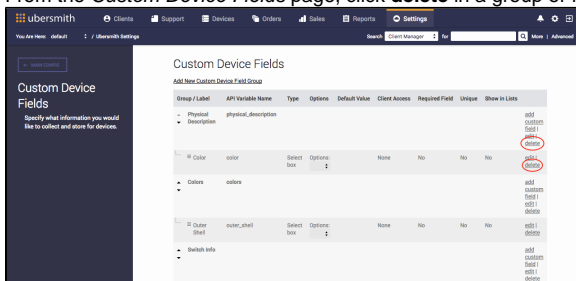 From the Custom Device Fields page, click delete in a group or f
ubersmith Clients Support Devices Orders Sales Reports Settings
You Are Here: default / Ubersmith Settings Search Client Manager for More | Advanced
Custom Device Fields
Add New Custom Device Field Group
Custom Device
Fields
Specify what information you would
like to collect and store for devices.
Group / Label API Variable Name Type Options Default Value Client Access Required Field Unique Show in Lists
Physical
Description physical_description add
custom
field |
edit |
delete
Color color Select
box Options: None No No No edit |
delete
Colors colors add
custom
field |
edit |
delete
Outer
Shell outer_shell Select
box Options: None No No No edit |
delete
Switch Info add
custom
field |
edit |
delete